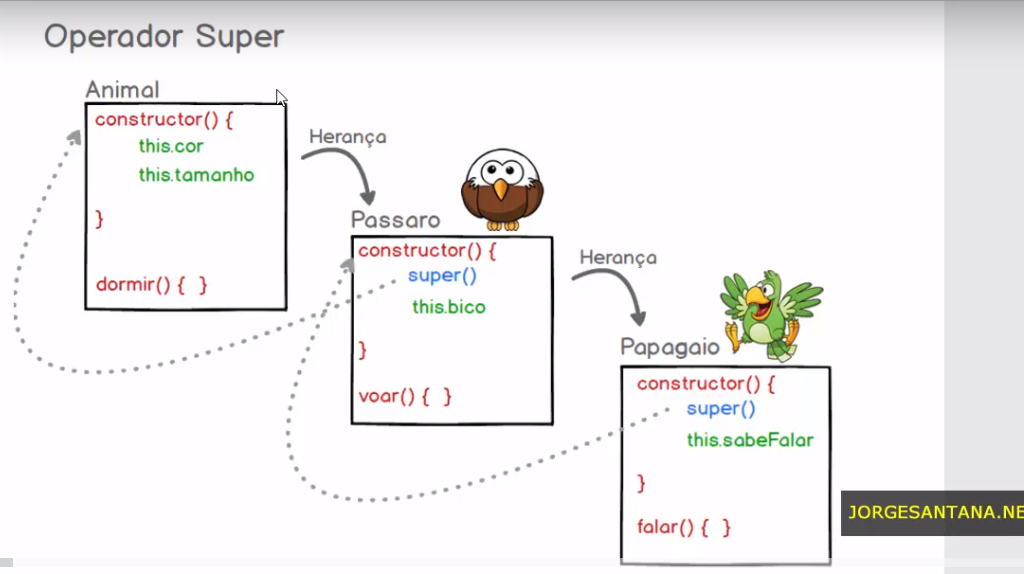 Operador Super
Animal
constructor() {
this.cor
this.tamanho
}
dormir() { }
Herança
Passaro
constructor() {
super()
this.bico
}
voar() { }
Herança
Papagaio
constructor() {
super()
this.sabeFalar
}
falar() { }
JORGESANTANA.NE